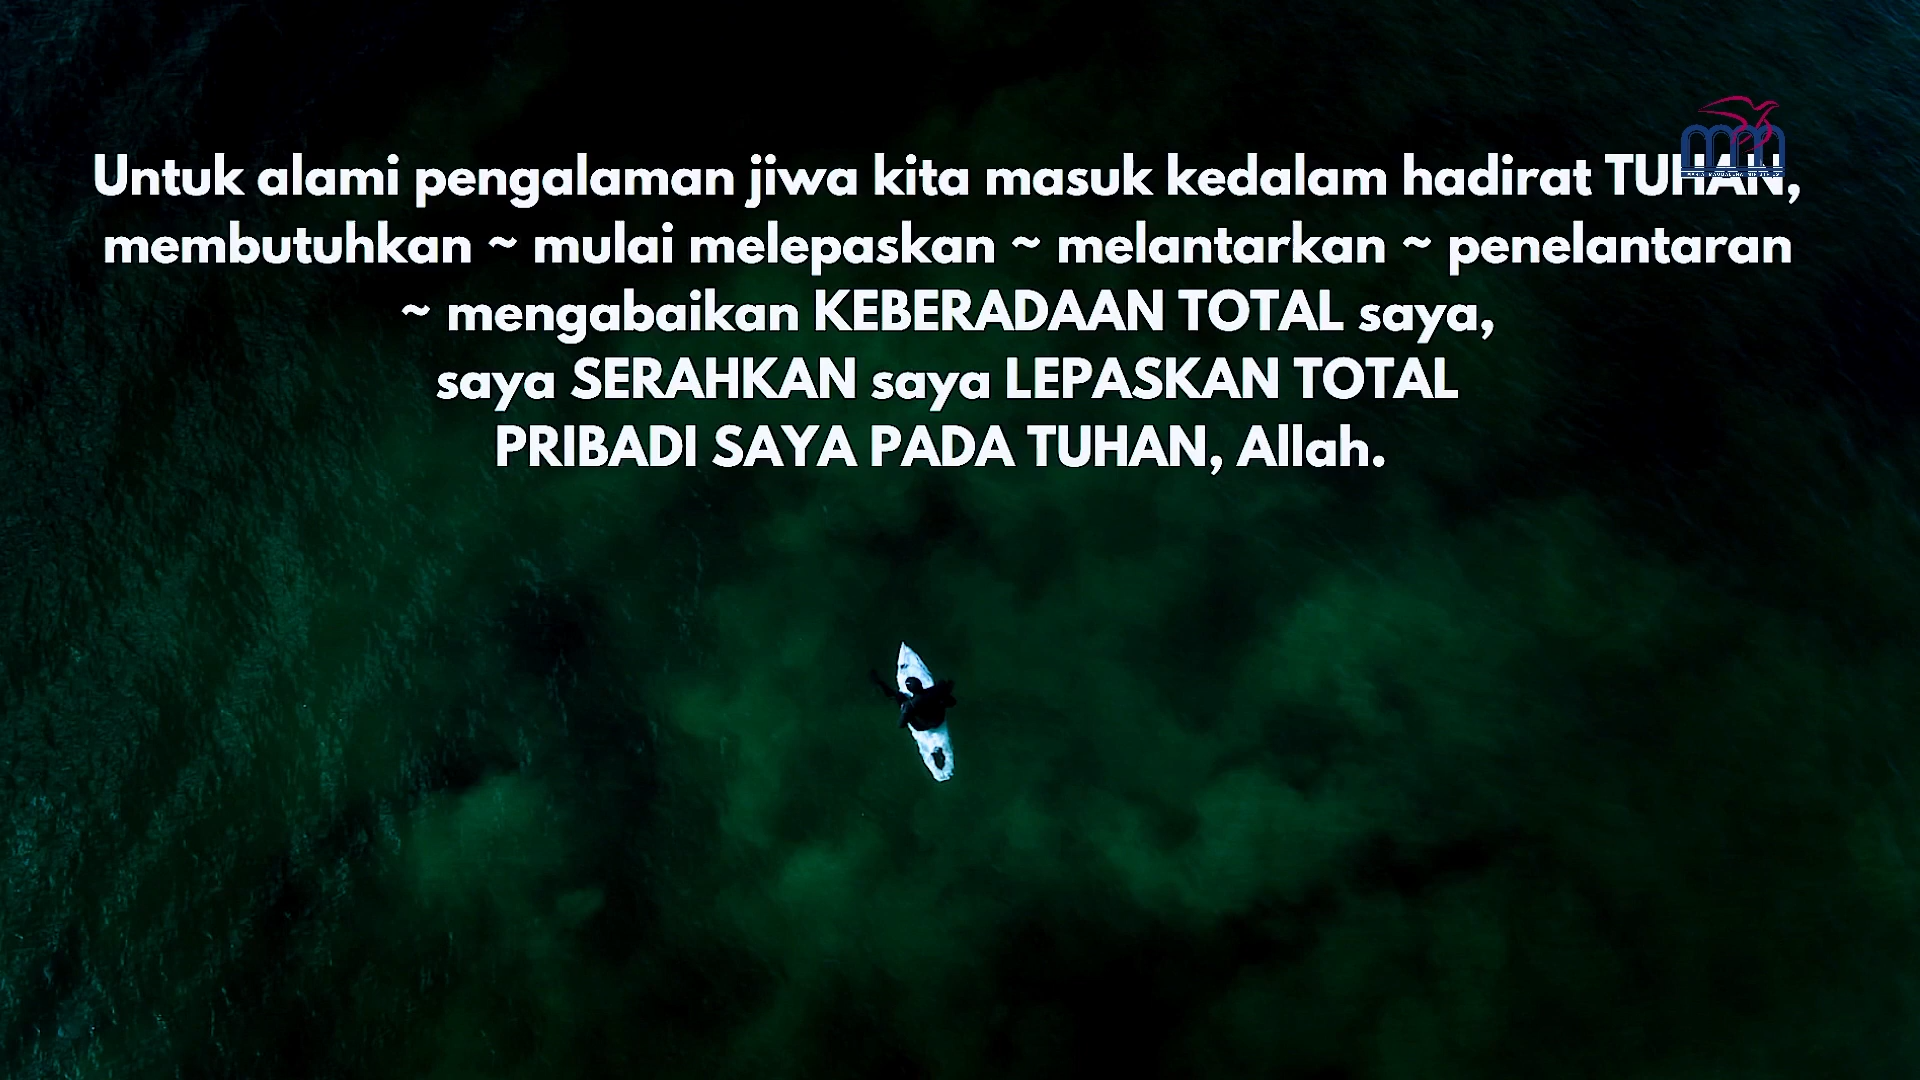 Untuk alami pengalaman jiwa kita masuk kedalam hadirat TUHAN,
membutuhkan ~ mulai melepaskan ~ melantarkan ~ penelantaran
~ mengabaikan KEBERADAAN TOTAL saya,
saya SERAHKAN saya LEPASKAN TOTAL
PRIBADI SAYA PADA TUHAN, Allah.